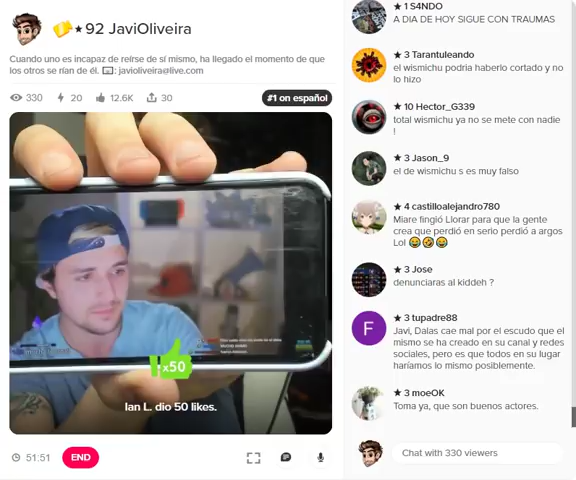 92 JaviOliveira
Cuando uno es incapaz de reírse de sí mismo, ha llegado el momento de que
los otros se rían de él. : javioliveira@live.com
330 20 12.6K 30 #1 on español
x50
Ian L. dio 50 likes.
51:51 END
1 S4NDO
A DIA DE HOY SIGUE CON TRAUMAS
3 Tarantuleando
el wismichu podria haberlo cortado y no
lo hizo
10 Hector_G339
total wismichu ya no se mete con nadie
!
3 Jason_9
el de wismichu s es muy falso
4 castilloalejandro780
Miare fingió Llorar para que la gente
crea que perdió en serio perdió a argos
Lol 😂🤣😂
3 Jose
denunciaras al kiddeh ?
F
3 tupadre88
Javi, Dalas cae mal por el escudo que el
mismo se ha creado en su canal y redes
sociales, pero es que todos en su lugar
haríamos lo mismo posiblemente.
3 moeOK
Toma ya, que son buenos actores.
Chat with 330 viewers